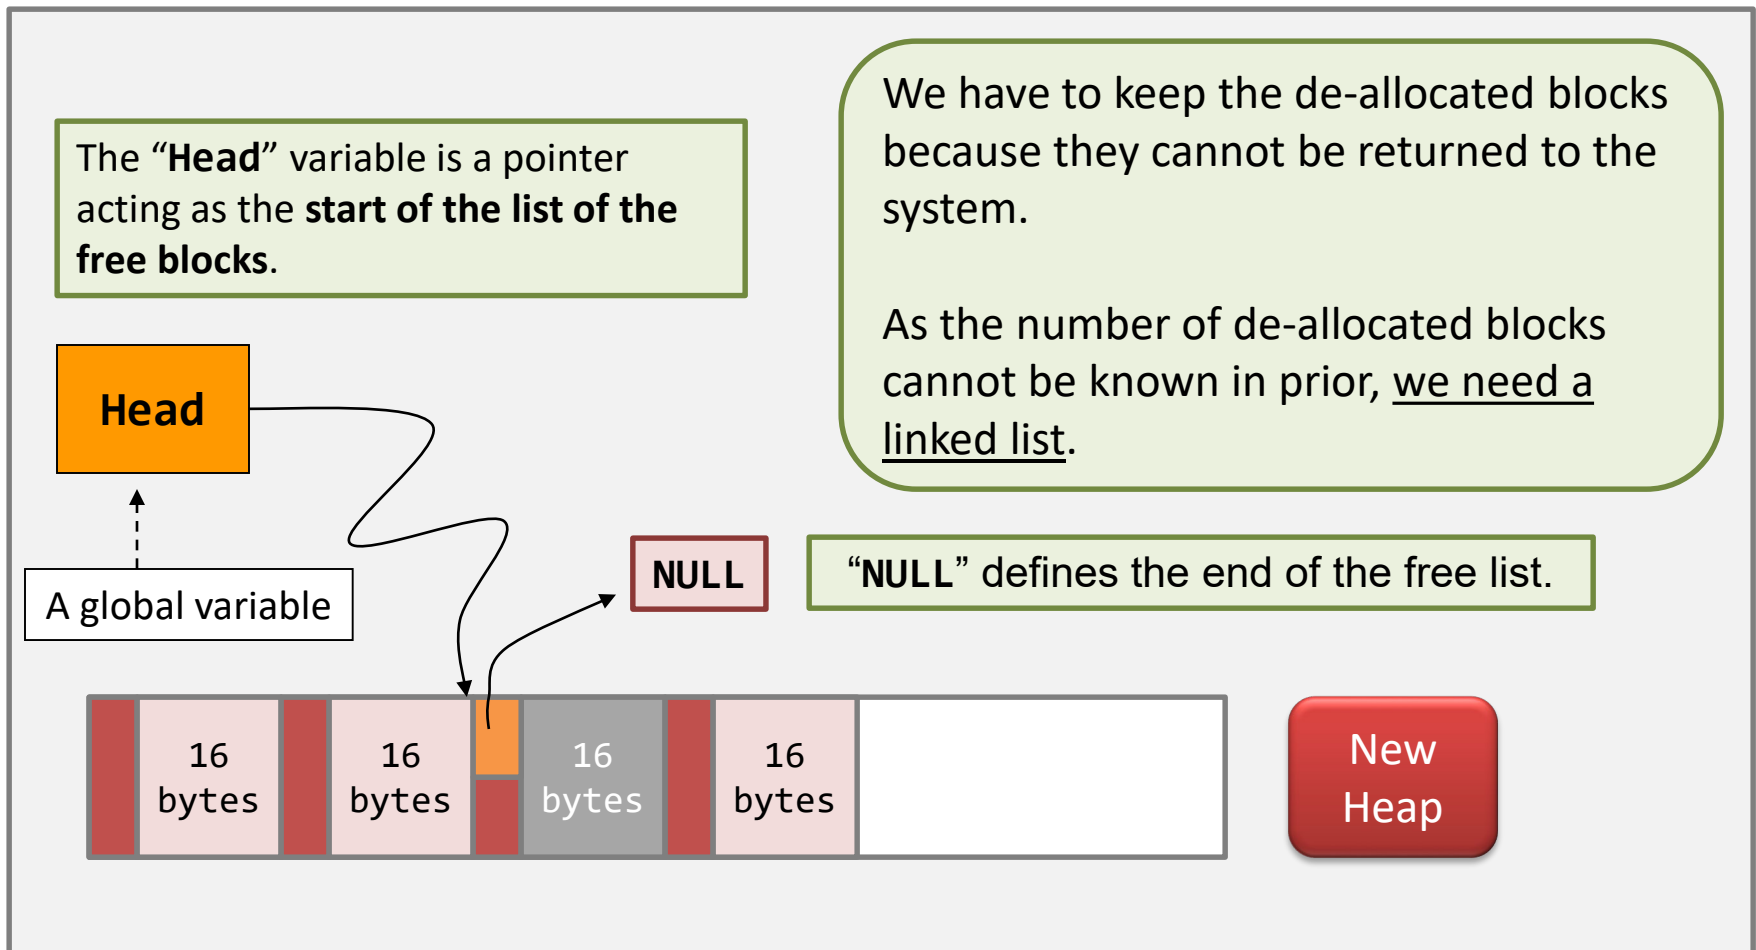 The “Head” variable is a pointer
acting as the start of the list of the
free blocks.
We have to keep the de-allocated blocks
because they cannot be returned to the
system.
As the number of de-allocated blocks
cannot be known in prior, we need a
linked list.
Head
A global variable
NULL
“NULL” defines the end of the free list.
16
bytes
16
bytes
16
bytes
16
bytes
New
Heap